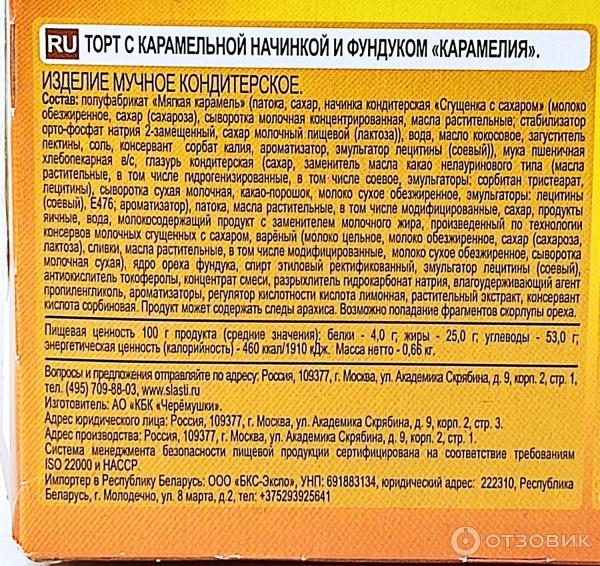 RU ТОРТ С КАРАМЕЛЬНОЙ НАЧИНКОЙ И ФУНДУКОМ «КАРАМЕЛИЯ».
ИЗДЕЛИЕ МУЧНОЕ КОНДИТЕРСКОЕ.
Состав: полуфабрикат «Мягкая карамель» (патока, сахар, начинка кондитерская «Сгущенка с сахаром» (молоко
обезжиренное, сахар (сахароза), сыворотка молочная концентрированная, масла растительные; стабилизатор
орто-фосфат натрия 2-замещенный, сахар молочный пищевой (лактоза)), вода, масло кокосовое, загуститель
пектины, соль, консервант сорбат калия, ароматизатор, эмульгатор лецитины (соевый)), мука пшеничная
хлебопекарная в/с, глазурь кондитерская (сахар, заменитель масла какао нелауринового типа (масла
растительные, в том числе гидрогенизированные, в том числе соевое, эмульгаторы: сорбитан тристеарат,
лецитины), сыворотка сухая молочная, какао-порошок, молоко сухое обезжиренное, эмульгаторы: лецитины
(соевый), Е476; ароматизатор), патока, масла растительные, в том числе модифицированные, сахар, продукты
яичные, вода, молокосодержащий продукт с заменителем молочного жира, произведенный по технологии
консервов молочных сгущенных с сахаром, варёный (молоко цельное, молоко обезжиренное, сахар (сахароза,
лактоза), сливки, масла растительные, в том числе модифицированные, молоко сухое обезжиренное, сыворотка
молочная сухая), ядро ореха фундука, спирт этиловый ректификованный, эмульгатор лецитины (соевый),
антиокислитель токоферолы, концентрат смеси, разрыхлитель гидрокарбонат натрия, влагоудерживающий агент
пропиленгликоль, ароматизаторы, регулятор кислотности кислота лимонная, растительный экстракт, консервант
кислота сорбиновая. Продукт может содержать следы арахиса. Возможно попадание фрагментов скорлупы ореха.
Пищевая ценность 100 г продукта (средние значения): белки - 4,0 г; жиры - 25,0 г; углеводы - 53,0 г;
энергетическая ценность (калорийность) - 460 ккал/1910 кДж. Масса нетто - 0,66 кг.
Вопросы и предложения отправляйте по адресу: Россия, 109377, г. Москва, ул. Академика Скрябина, д. 9, корп. 2, стр. 1,
тел. (495) 709-88-03, www.slasti.ru
Изготовитель: АО «КБК «Черёмушки».
Адрес юридического лица: Россия, 109377, г. Москва, ул. Академика Скрябина, д. 9, корп. 2, стр. 3.
Адрес производства: Россия, 109377, г. Москва, ул. Академика Скрябина, д. 9, корп. 2, стр. 1.
Система менеджмента безопасности пищевой продукции сертифицирована на соответствие требованиям
ISO 22000 и HACCP.
Импортер в Республику Беларусь: ООО «БКС-Экспо», УНП: 691883134, юридический адрес: 222310, Республика
Беларусь, г. Молодечно, ул. 8 марта, д.2, тел: +375293925641
ОТЗОВИК